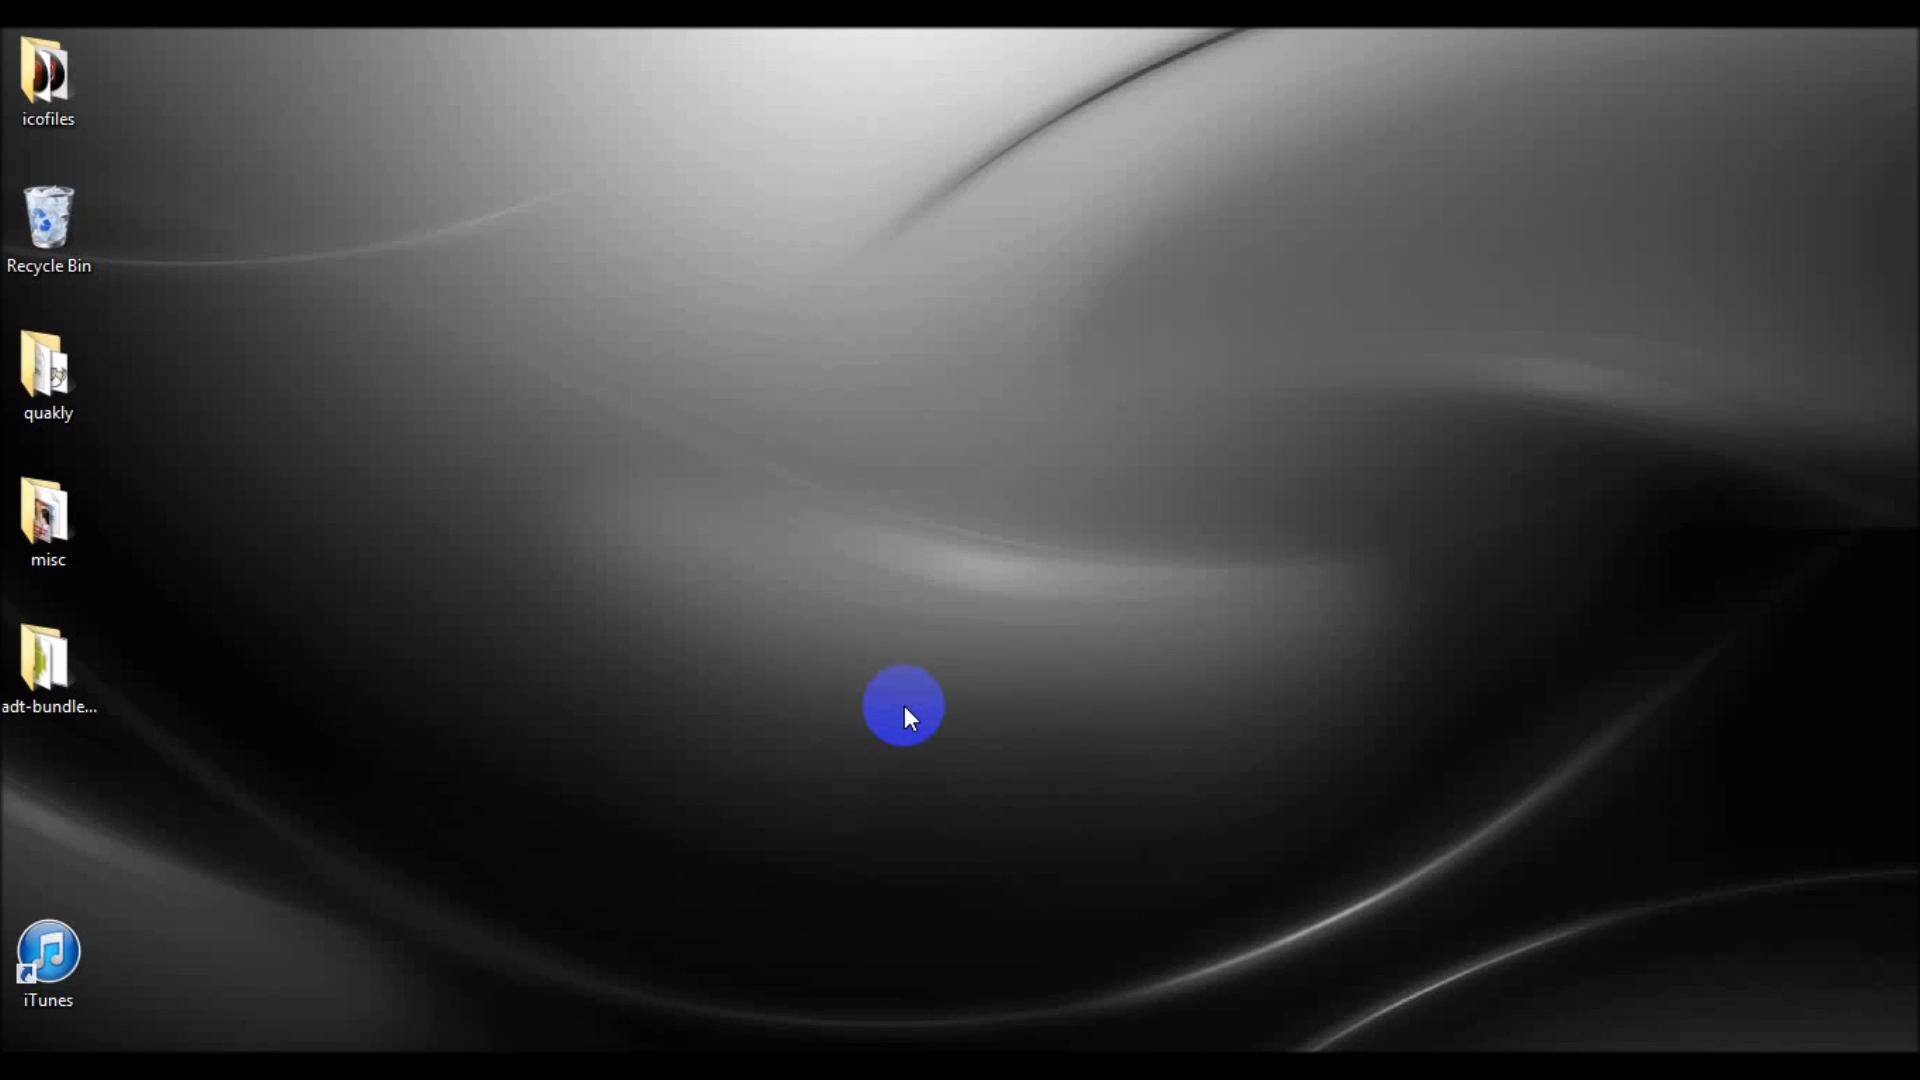 icofiles
Recycle Bin
quakly
misc
adt-bundle...
iTunes